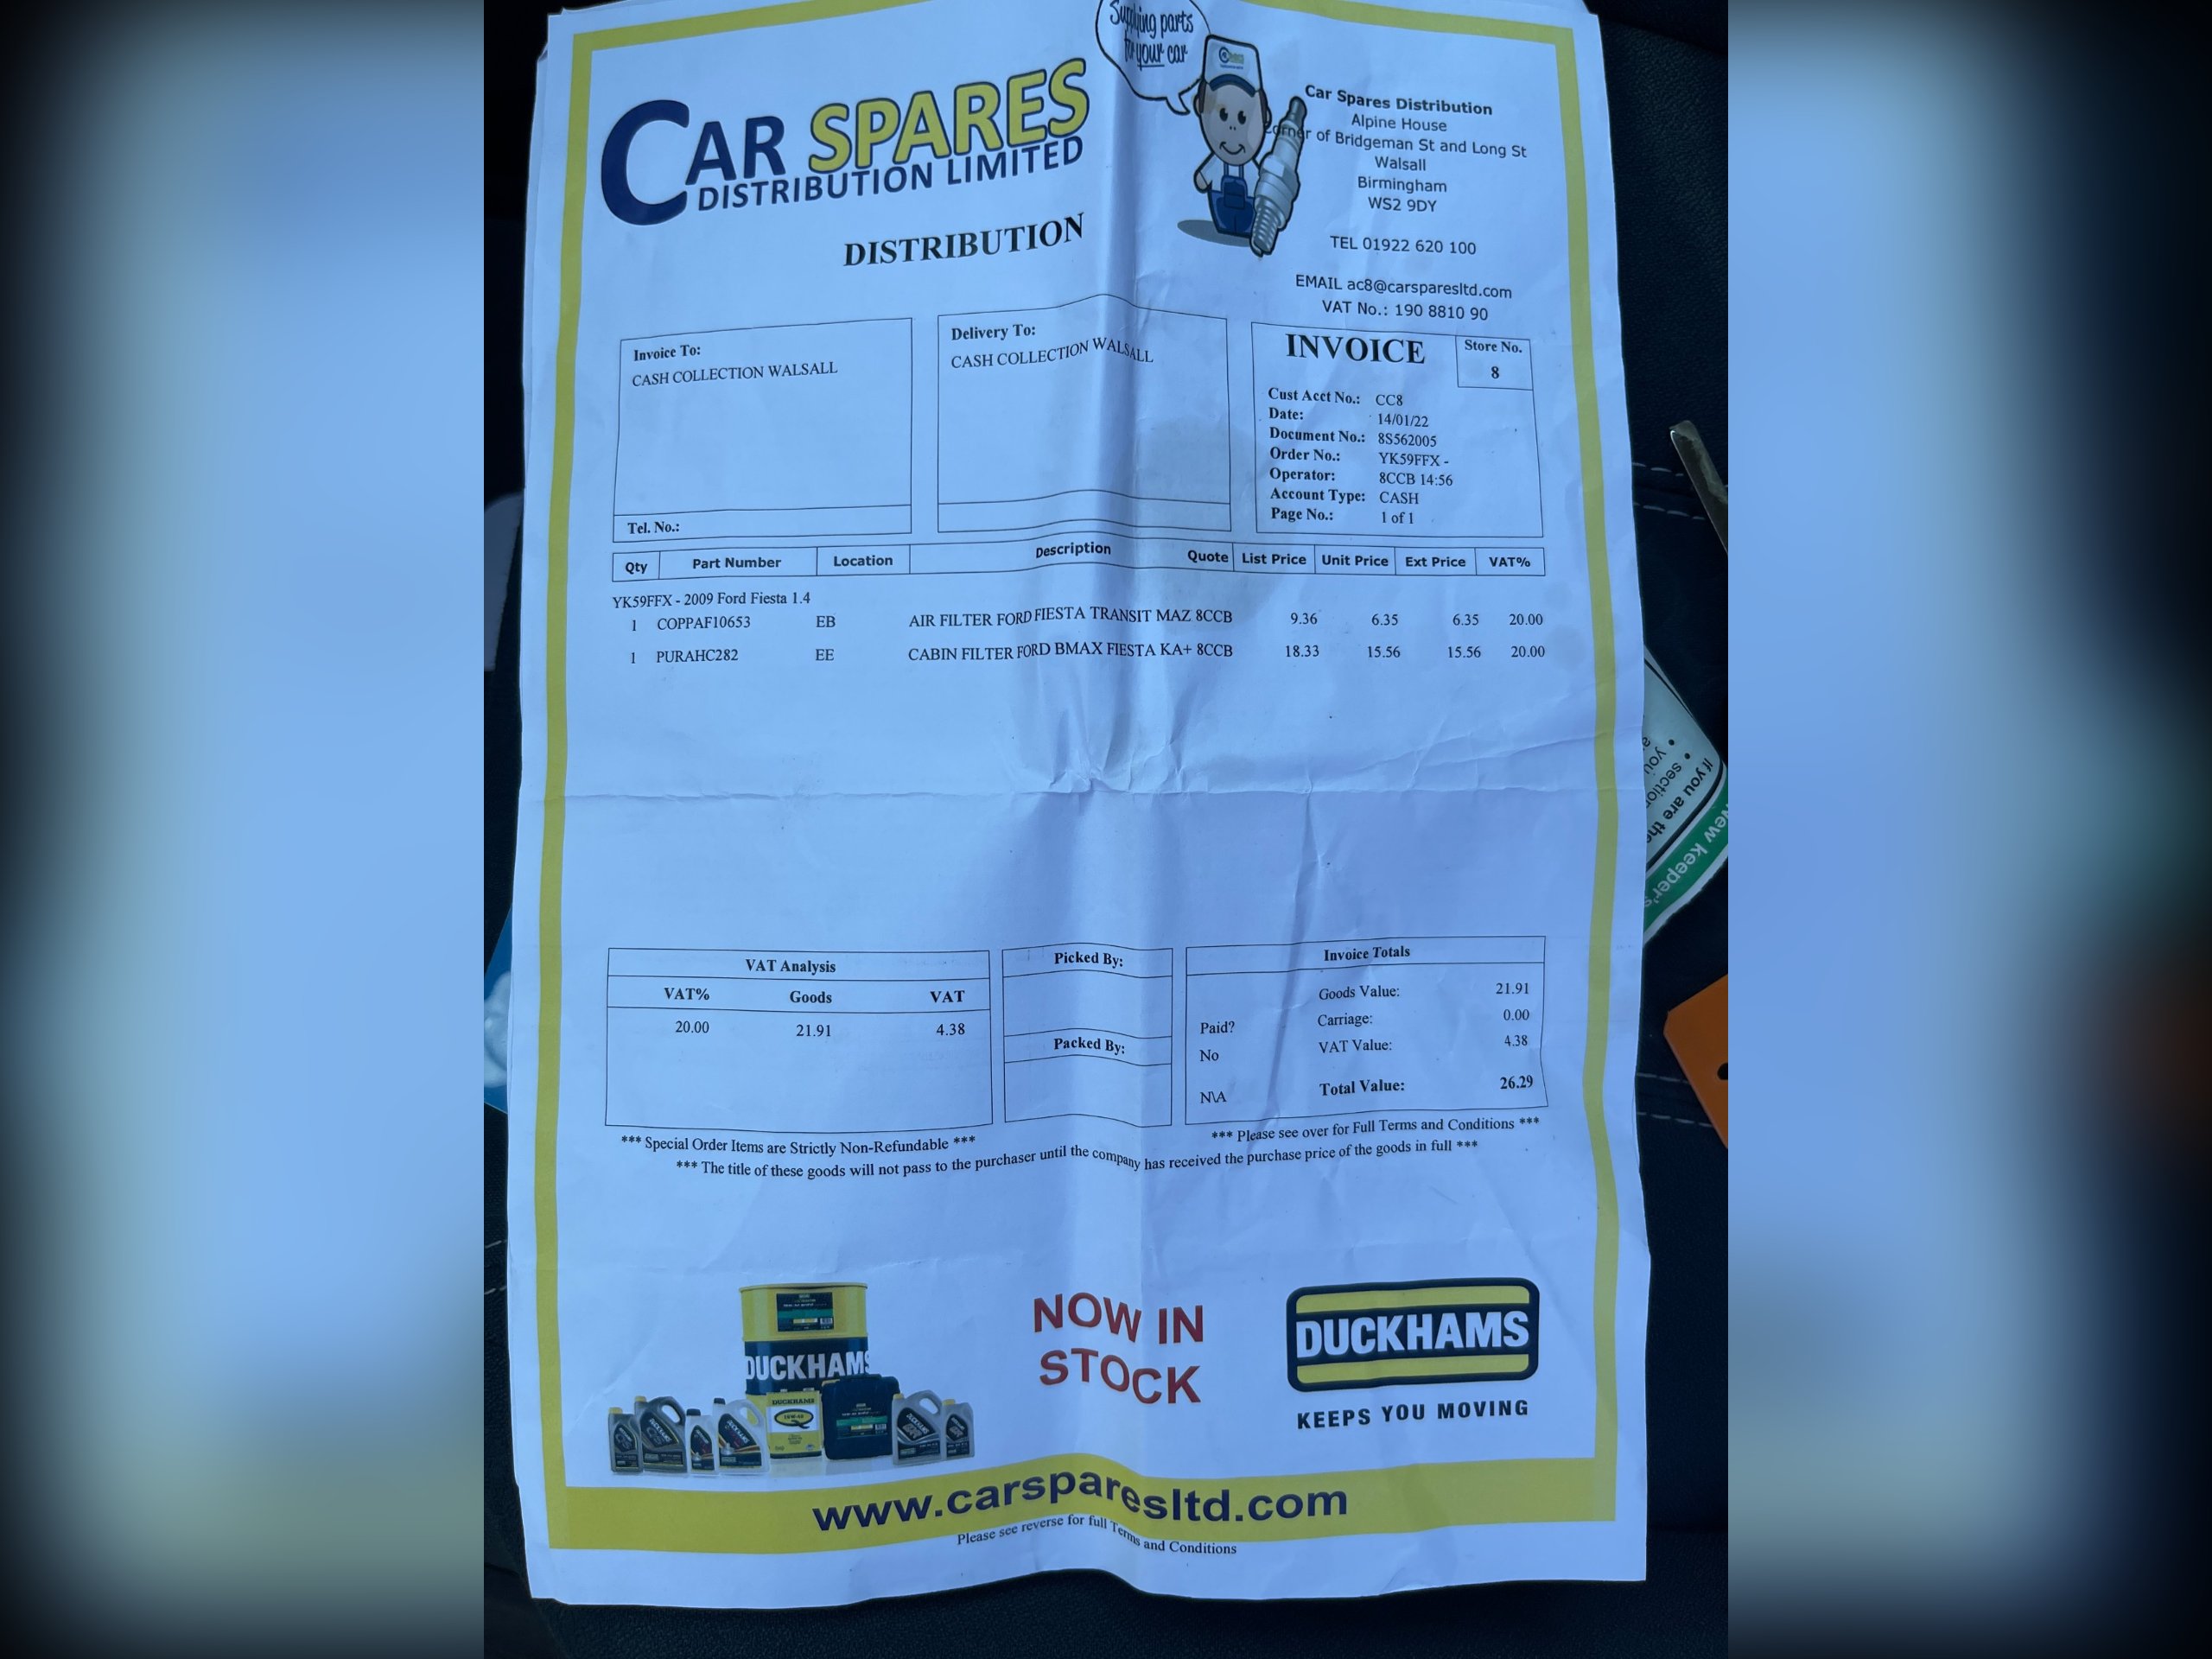 Supplying parts
for your car
CAR SPARES
DISTRIBUTION LIMITED
DISTRIBUTION
Car Spares Distribution
Alpine House
Corner of Bridgeman St and Long St
Walsall
Birmingham
WS2 9DY
TEL 01922 620 100
EMAIL ac8@carsparesltd.com
VAT No.: 190 8810 90
Invoice To:
CASH COLLECTION WALSALL
Tel. No.:
Delivery To:
CASH COLLECTION WALSALL
INVOICE
Store No.
8
Cust Acct No.: CC8
Date: 14/01/22
Document No.: 8S562005
Order No.: YK59FFX -
Operator: 8CCB 14:56
Account Type: CASH
Page No.: 1 of 1
Qty Part Number Location Description Quote List Price Unit Price Ext Price VAT%
YK59FFX - 2009 Ford Fiesta 1.4
1 COPPAF10653 EB AIR FILTER FORD FIESTA TRANSIT MAZ 8CCB 9.36 6.35 6.35 20.00
1 PURAHC282 EE CABIN FILTER FORD BMAX FIESTA KA+ 8CCB 18.33 15.56 15.56 20.00
VAT Analysis
VAT% Goods VAT
20.00 21.91 4.38
Picked By:
Packed By:
Invoice Totals
Goods Value: 21.91
Paid? Carriage: 0.00
No VAT Value: 4.38
N\A Total Value: 26.29
*** Special Order Items are Strictly Non-Refundable ***
*** Please see over for Full Terms and Conditions ***
*** The title of these goods will not pass to the purchaser until the company has received the purchase price of the goods in full ***
DUCKHAMS
NOW IN
STOCK
DUCKHAMS
KEEPS YOU MOVING
www.carsparesltd.com
Please see reverse for full Terms and Conditions
If you are the
section
you
new keeper's